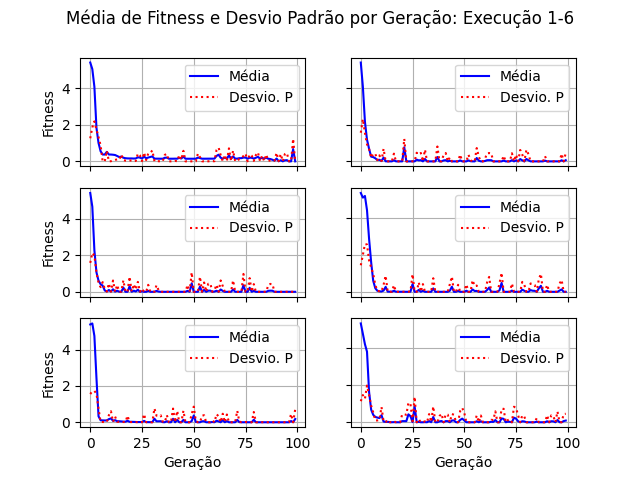 Média de Fitness e Desvio Padrão por Geração: Execução 1-6
Fitness
4
2
0
Média
Desvio. P
Média
Desvio. P
Fitness
4
2
0
Média
Desvio. P
Média
Desvio. P
Fitness
4
2
0
Média
Desvio. P
Média
Desvio. P
0 25 50 75 100
0 25 50 75 100
Geração
Geração